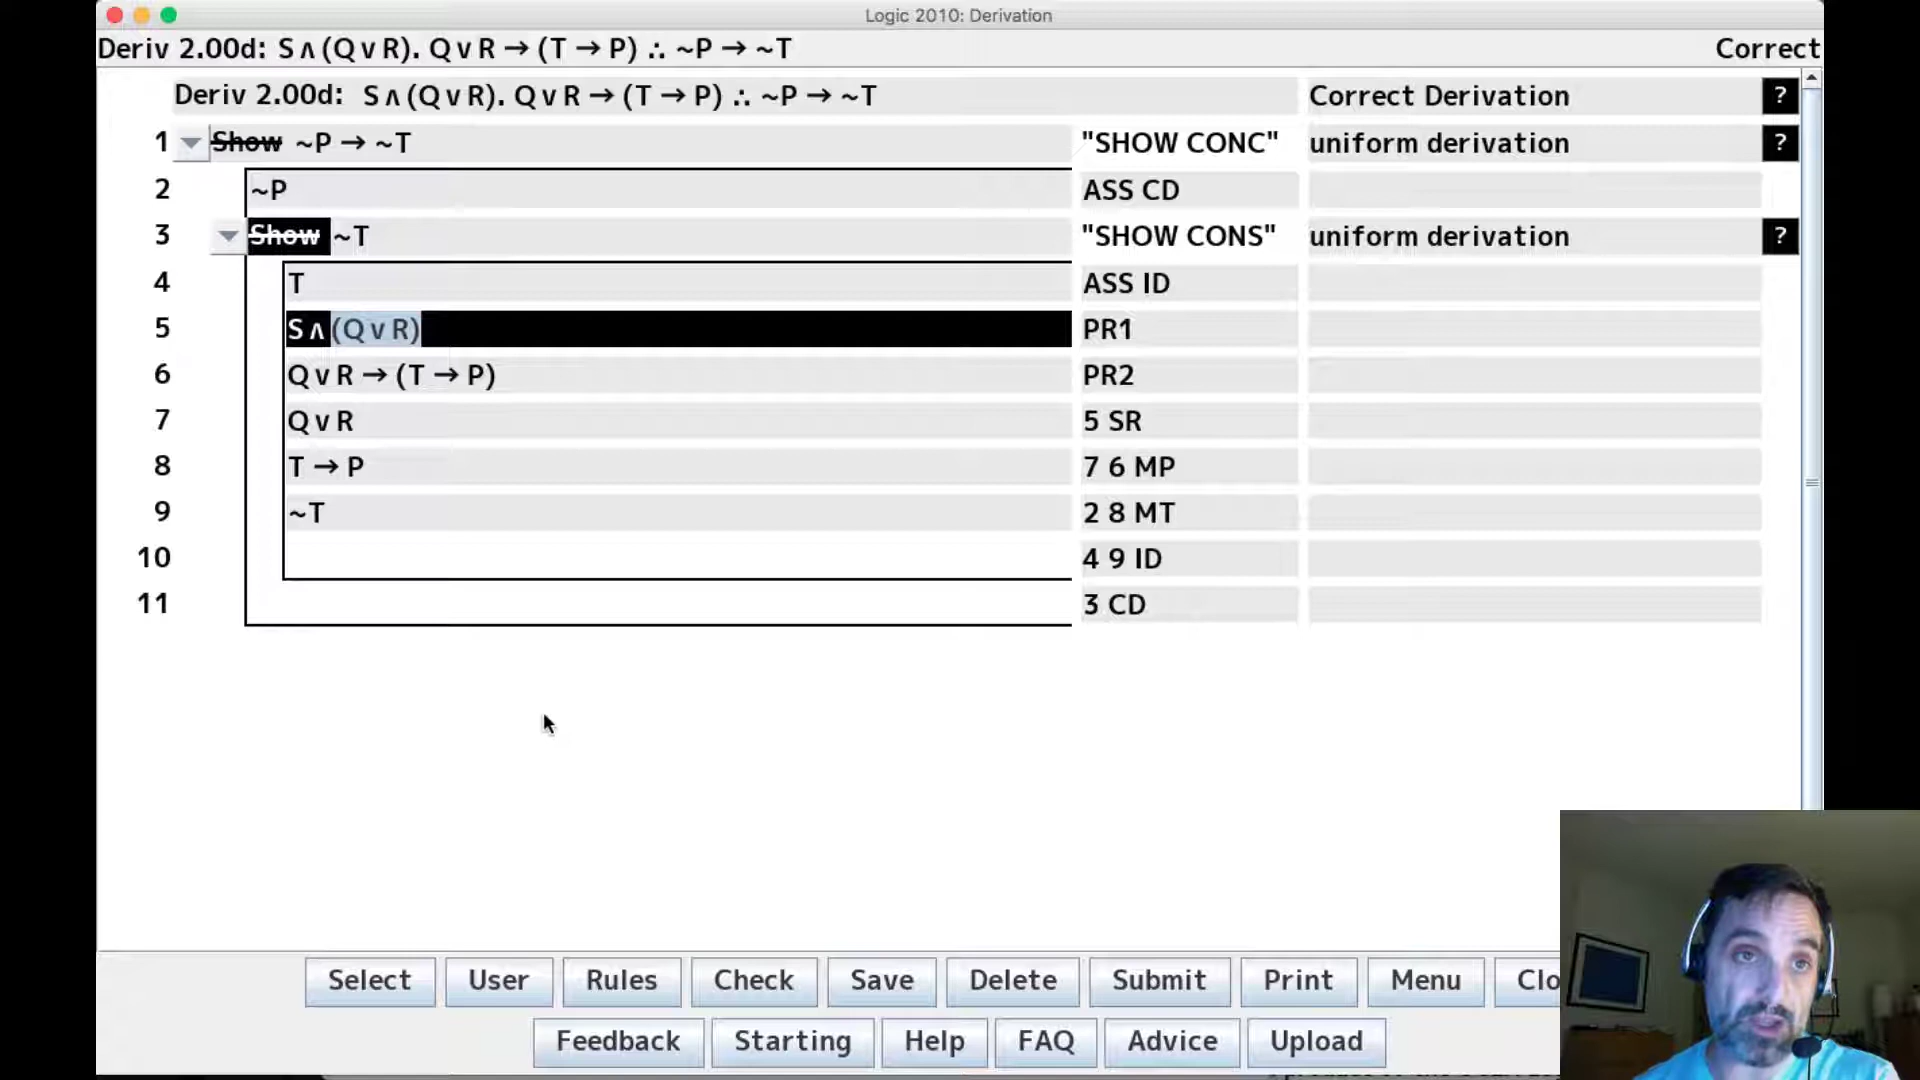 Logic 2010: Derivation
Deriv 2.00d: S ∧ (Q ∨ R). Q ∨ R → (T → P) ∴ ~P → ~T Correct
Deriv 2.00d: S ∧ (Q ∨ R). Q ∨ R → (T → P) ∴ ~P → ~T Correct Derivation ?
1 Show ~P → ~T "SHOW CONC" uniform derivation ?
2 ~P ASS CD
3 Show ~T "SHOW CONS" uniform derivation ?
4 T ASS ID
5 S ∧ (Q ∨ R) PR1
6 Q ∨ R → (T → P) PR2
7 Q ∨ R 5 SR
8 T → P 7 6 MP
9 ~T 2 8 MT
10 4 9 ID
11 3 CD
Select User Rules Check Save Delete Submit Print Menu Clo
Feedback Starting Help FAQ Advice Upload